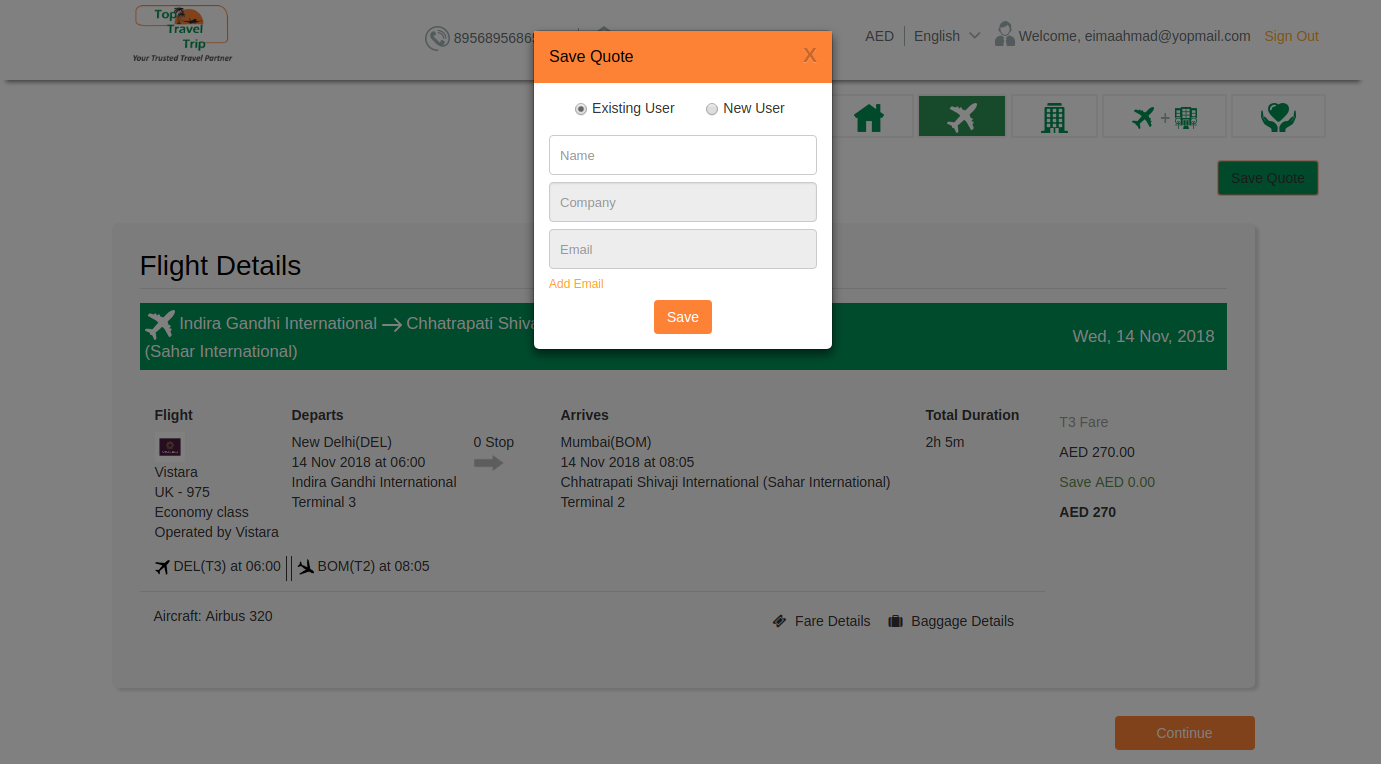 Top
Travel
Trip
Your Trusted Travel Partner
8956895686
AED
English
Welcome, eimaahmad@yopmail.com
Sign Out
Save Quote
X
Existing User
New User
Name
Company
Email
Add Email
Save
+
Save Quote
Flight Details
Indira Gandhi International → Chhatrapati
(Sahar International)
Wed, 14 Nov, 2018
Flight
Departs
Arrives
Total Duration
T3 Fare
New Delhi(DEL)
0 Stop
Mumbai(BOM)
2h 5m
AED 270.00
14 Nov 2018 at 06:00
14 Nov 2018 at 08:05
Vistara
Indira Gandhi International
Chhatrapati Shivaji International (Sahar International)
Save AED 0.00
UK - 975
Terminal 3
Terminal 2
AED 270
Economy class
Operated by Vistara
DEL(T3) at 06:00
BOM(T2) at 08:05
Aircraft: Airbus 320
Fare Details
Baggage Details
Continue